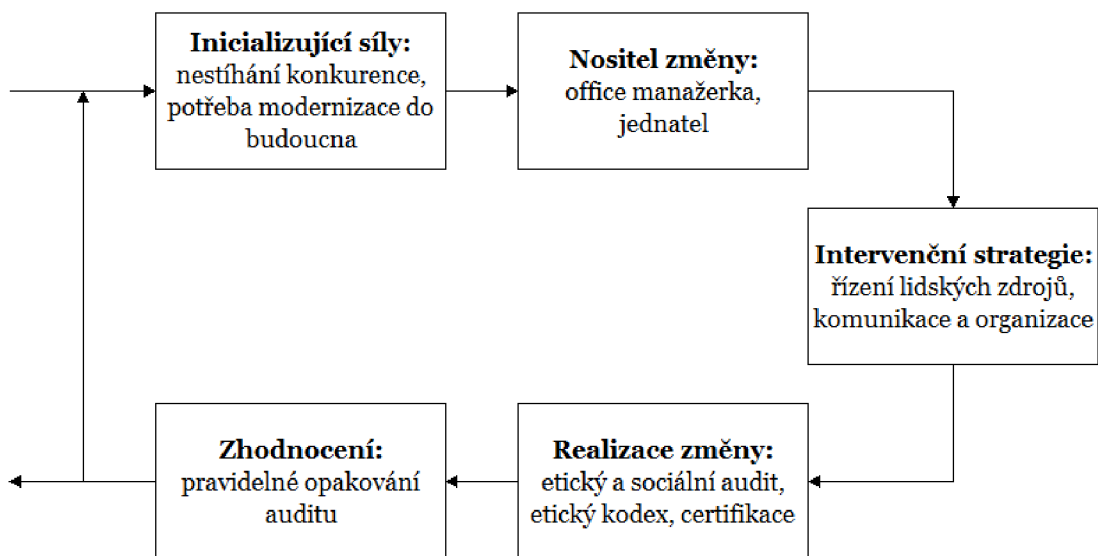 Inicializující síly:
nestíhání konkurence,
potřeba modernizace do
budoucna
Nositel změny:
office manažerka,
jednatel
Intervenční strategie:
řízení lidských zdrojů,
komunikace a organizace
Realizace změny:
etický a sociální audit,
etický kodex, certifikace
Zhodnocení:
pravidelné opakování
auditu